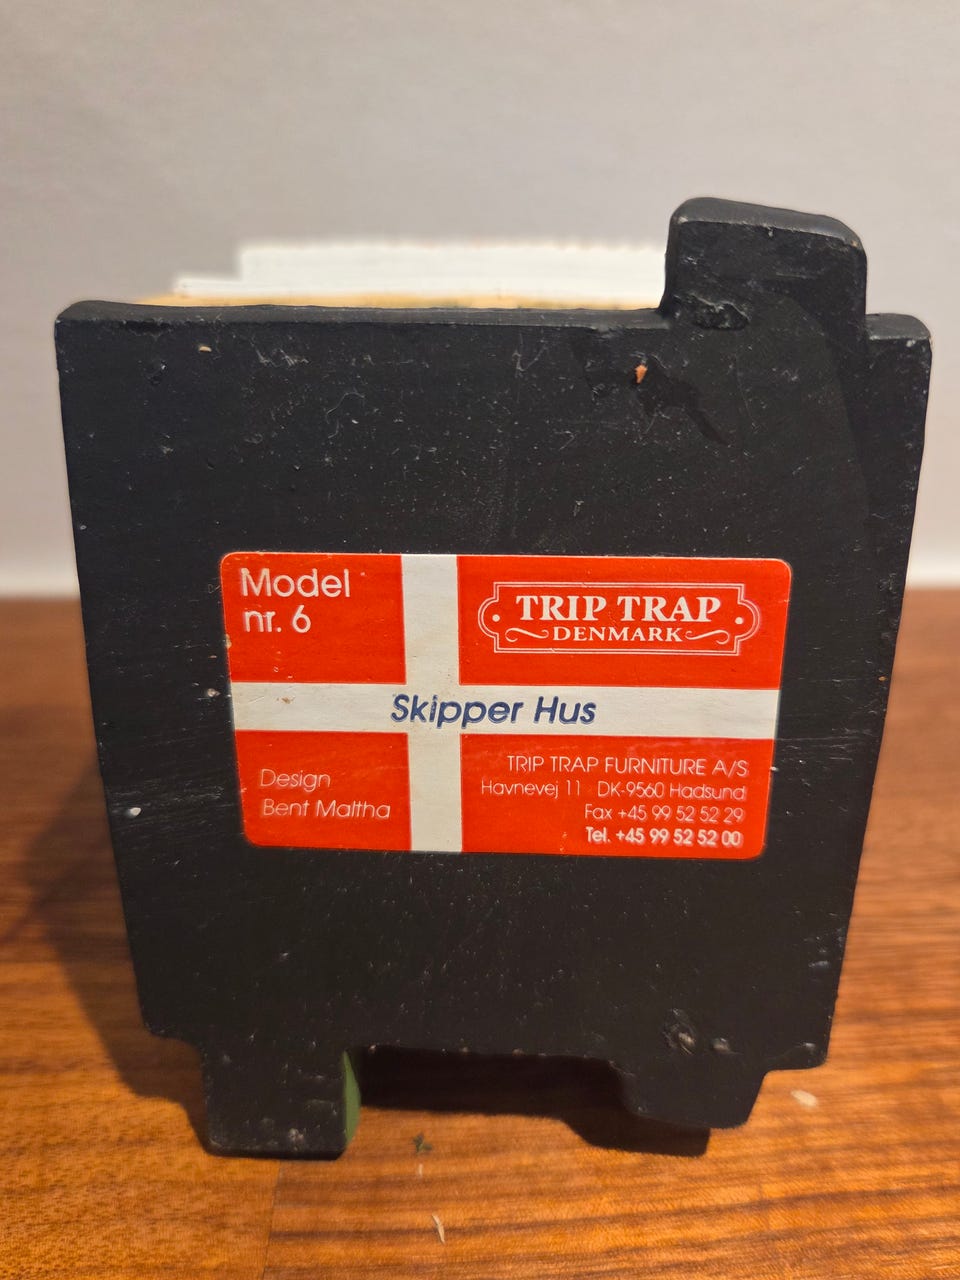 Model
nr. 6
TRIP TRAP
DENMARK
Skipper Hus
Design
Bent Maltha
TRIP TRAP FURNITURE A/S
Havnevej 11 DK-9560 Hadsund
Fax +45 99 52 52 29
Tel. +45 99 52 52 00